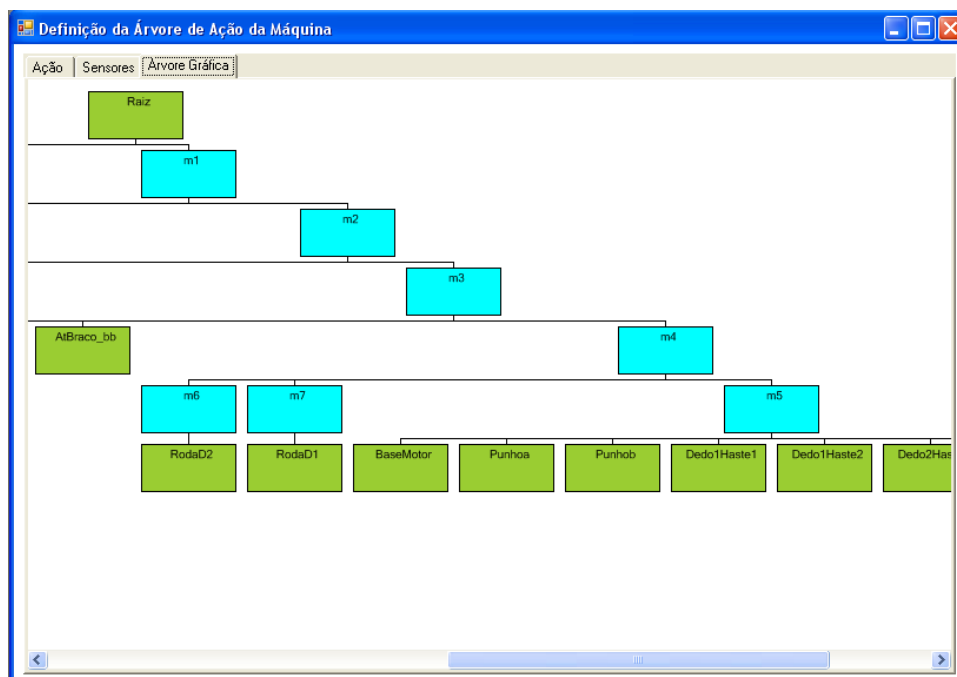 Definição da Árvore de Ação da Máquina
Ação Sensores Árvore Gráfica
Raiz
m1
m2
m3
AtBraco_bb m4
m6 m7 m5
RodaD2 RodaD1 BaseMotor Punhoa Punhob Dedo1Haste1 Dedo1Haste2 Dedo2Has